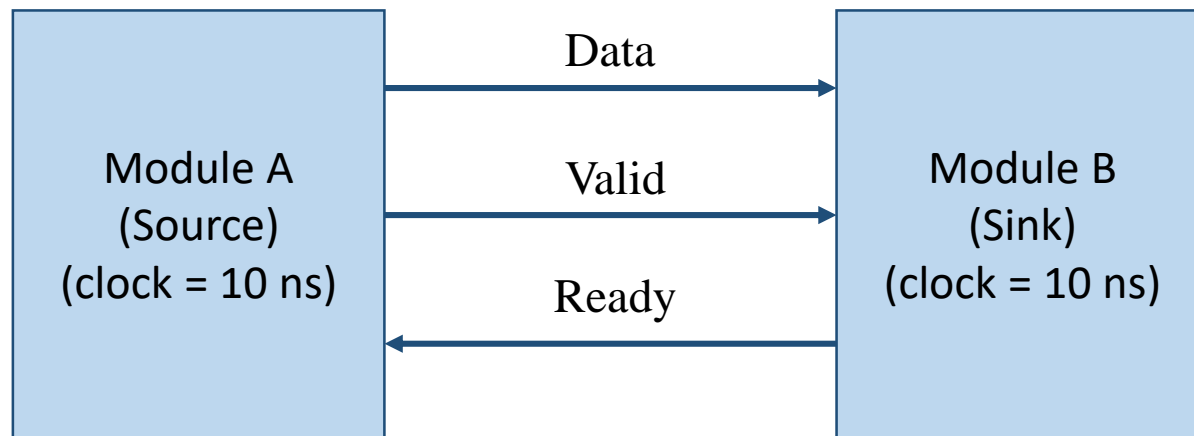 Module A
(Source)
(clock = 10 ns)
Data
Valid
Ready
Module B
(Sink)
(clock = 10 ns)